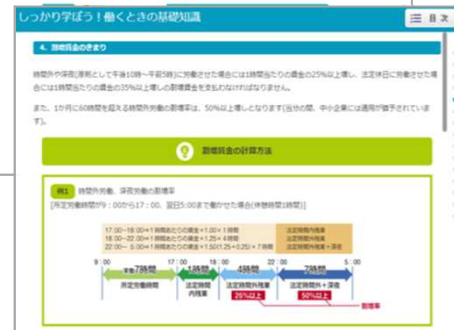 しっかり学ぼう!働くときの基礎知識
目次
4. 割増賃金のきまり
時間外や深夜(原則として午後10時~午前5時)に労働させた場合には1時間当たりの賃金の25%以上増し、法定休日に労働させた場
合には1時間当たりの賃金の35%以上増しの割増賃金を支払わなければなりません。
また、1か月に60時間を超える時間外労働の割増率は、50%以上増しとなります(当分の間、中小企業には適用が猶予されていま
す)。
割増賃金の計算方法
例1 時間外労働、深夜労働の割増率
[所定労働時間が9:00から17:00、翌日5:00まで働かせた場合(休憩時間1時間)]
17:00~18:00⇒1時間あたりの賃金×1.00×1時間 法定時間内残業
18:00~22:00⇒1時間あたりの賃金×1.25×4時間 法定時間外残業
22:00~ 5:00⇒1時間あたりの賃金×1.50(1.25+0.25)×7時間 法定時間外残業+深夜
9:00 17:00 18:00 22:00 5:00
7時間 1時間 4時間 7時間
所定労働時間 法定時間 法定時間外残業 法定時間外+深夜
内残業 25%以上 50%以上
割増率